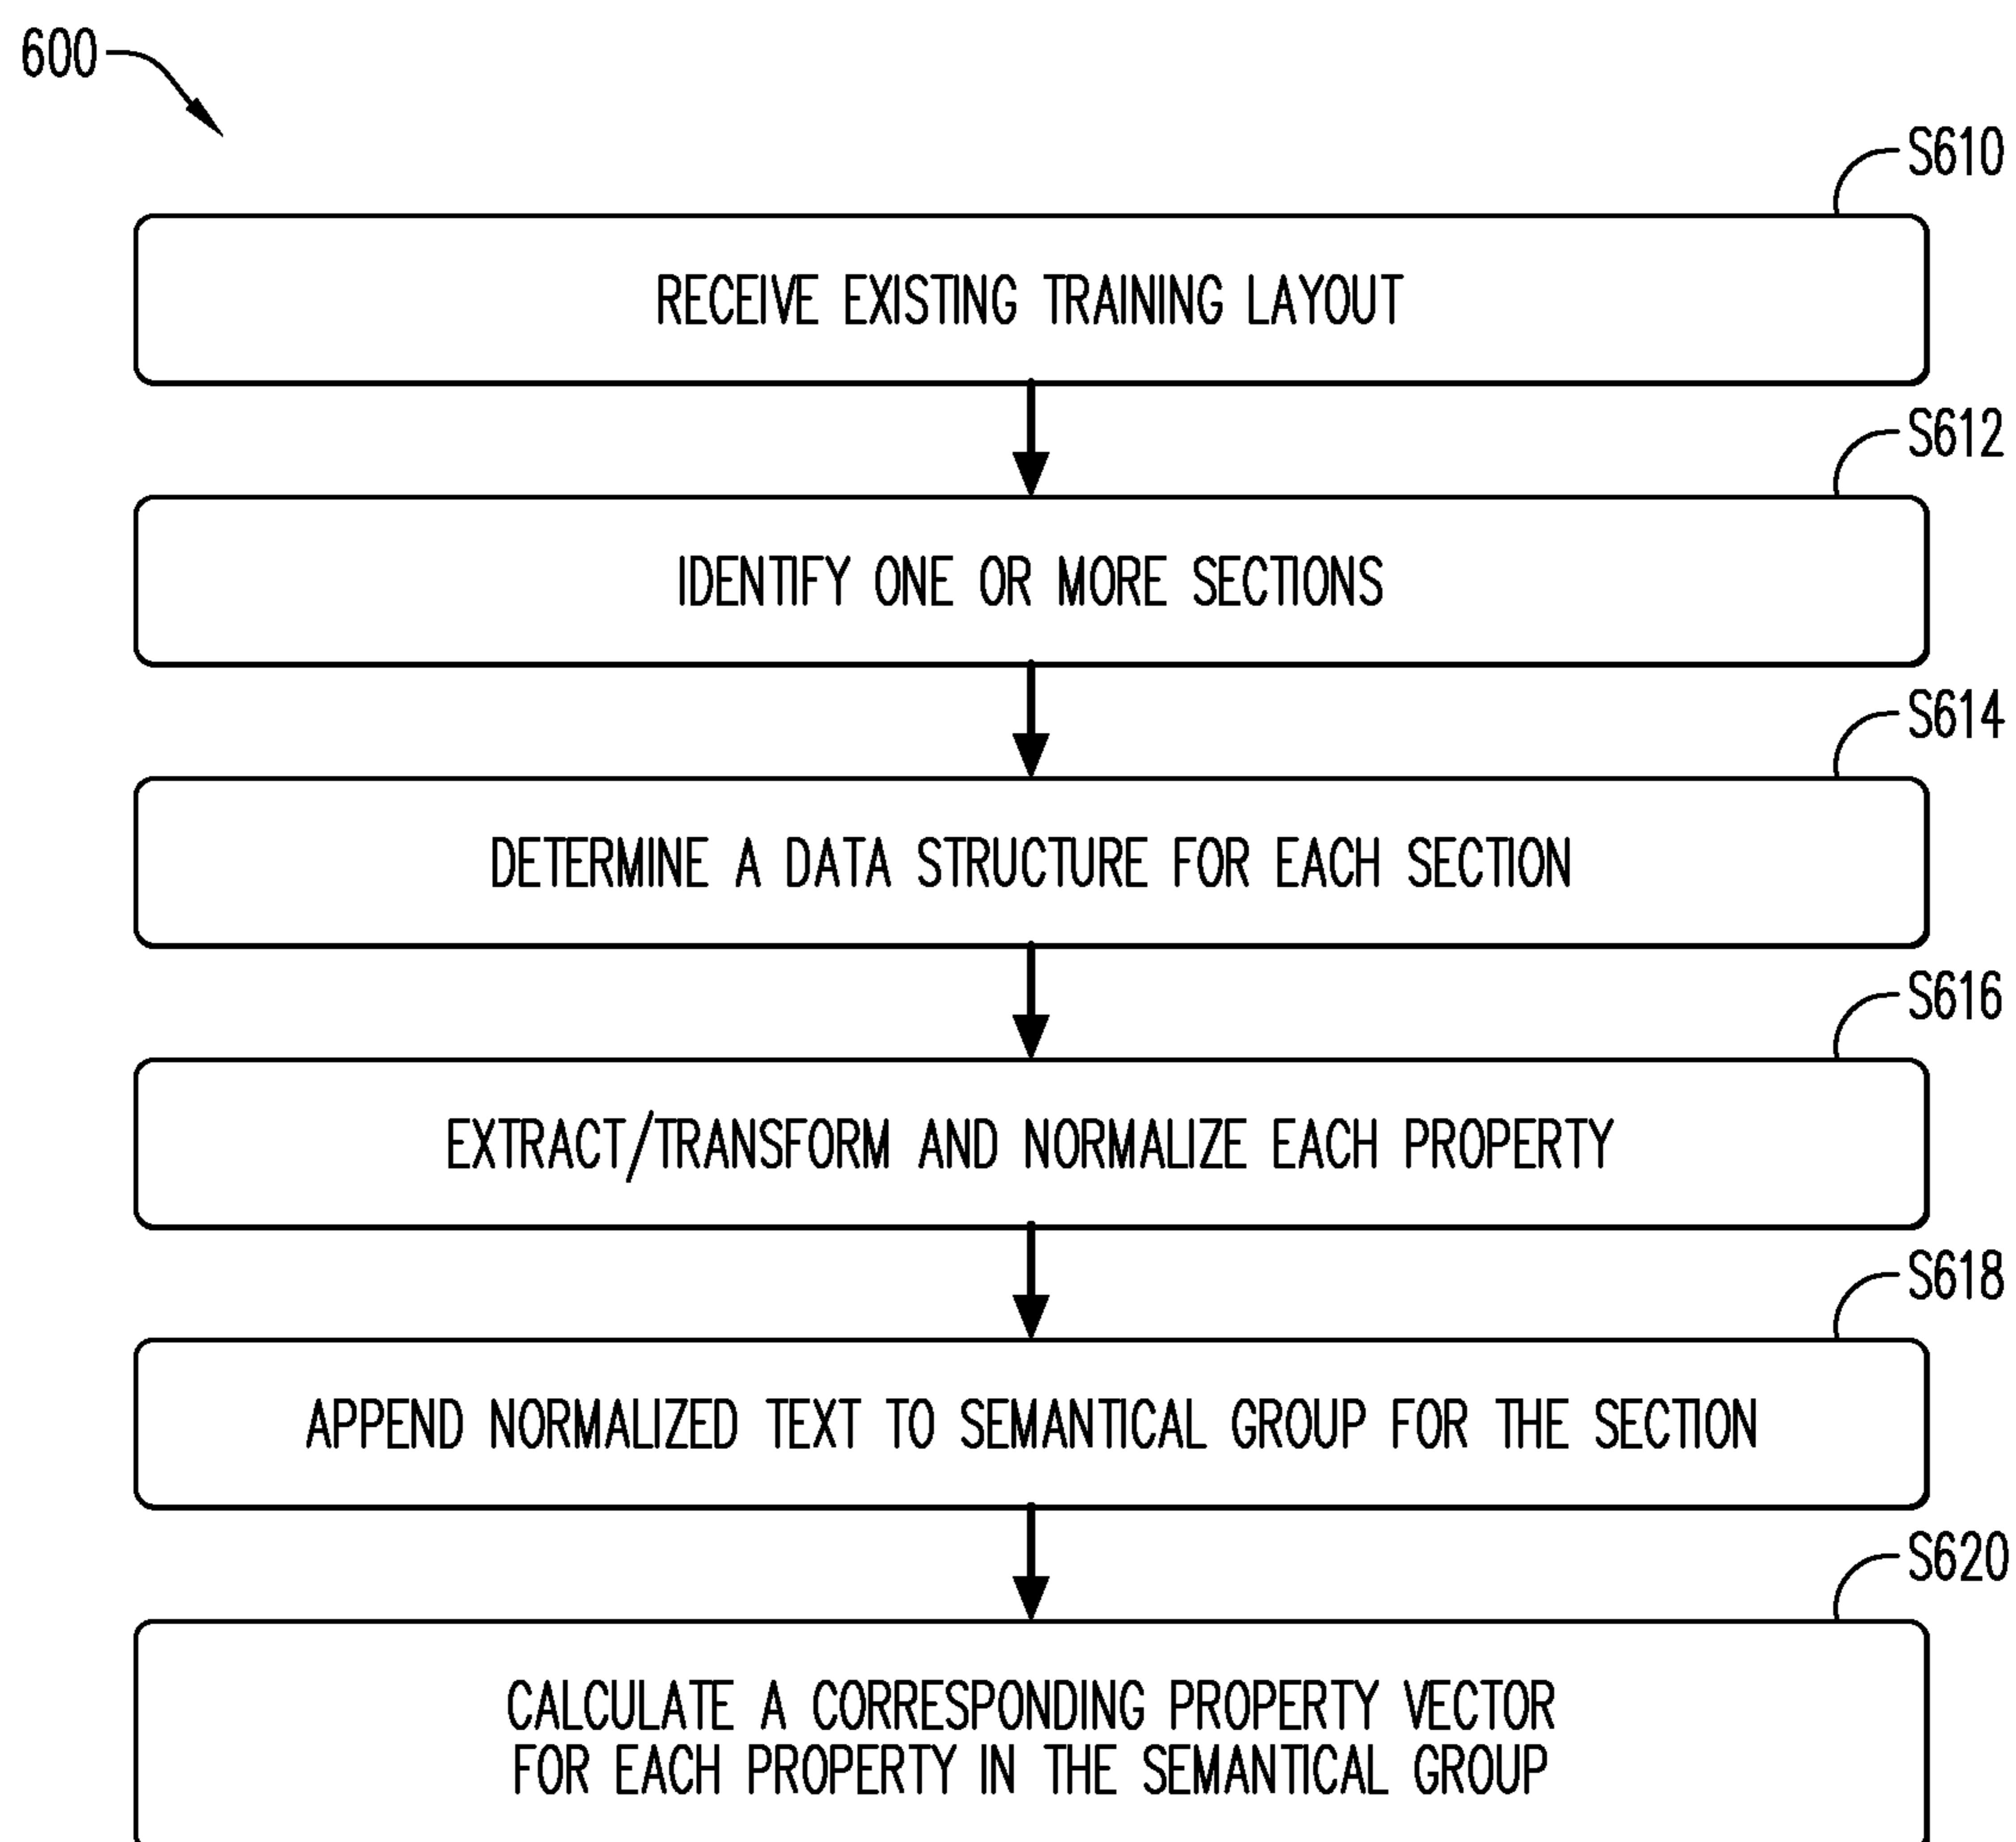 600
S610
RECEIVE EXISTING TRAINING LAYOUT
S612
IDENTIFY ONE OR MORE SECTIONS
S614
DETERMINE A DATA STRUCTURE FOR EACH SECTION
S616
EXTRACT/TRANSFORM AND NORMALIZE EACH PROPERTY
S618
APPEND NORMALIZED TEXT TO SEMANTICAL GROUP FOR THE SECTION
S620
CALCULATE A CORRESPONDING PROPERTY VECTOR
FOR EACH PROPERTY IN THE SEMANTICAL GROUP